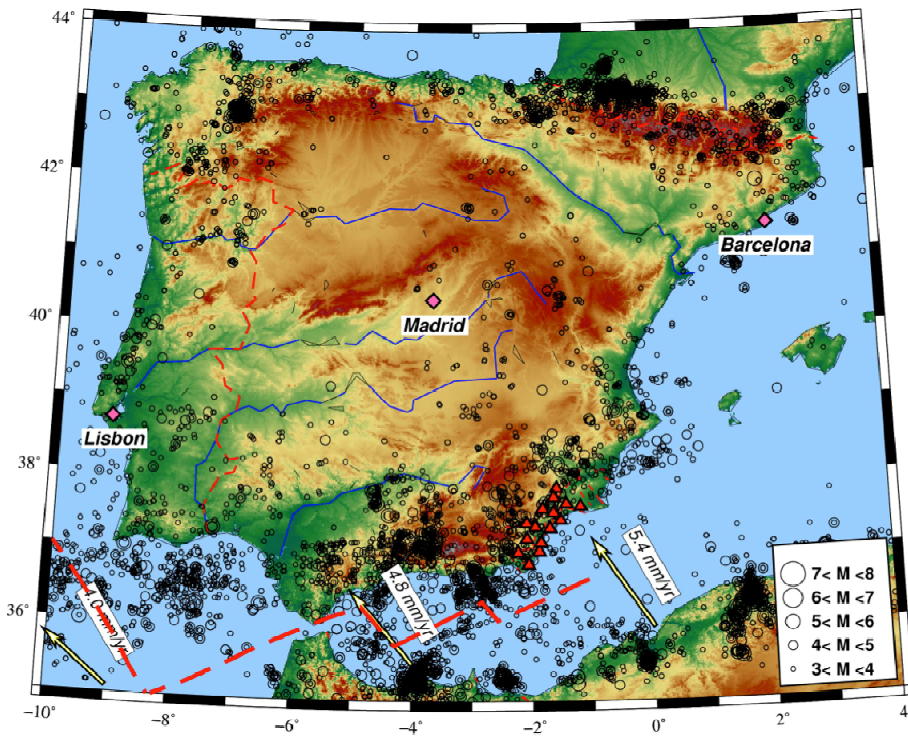 44˚
42˚
40˚
38˚
36˚
−10˚
−8˚
−6˚
−4˚
−2˚
0˚
2˚
4
Barcelona
Madrid
Lisbon
5.4 mm/yr
4.8 mm/yr
4.0 mm/yr
7< M <8
6< M <7
5< M <6
4< M <5
3< M <4